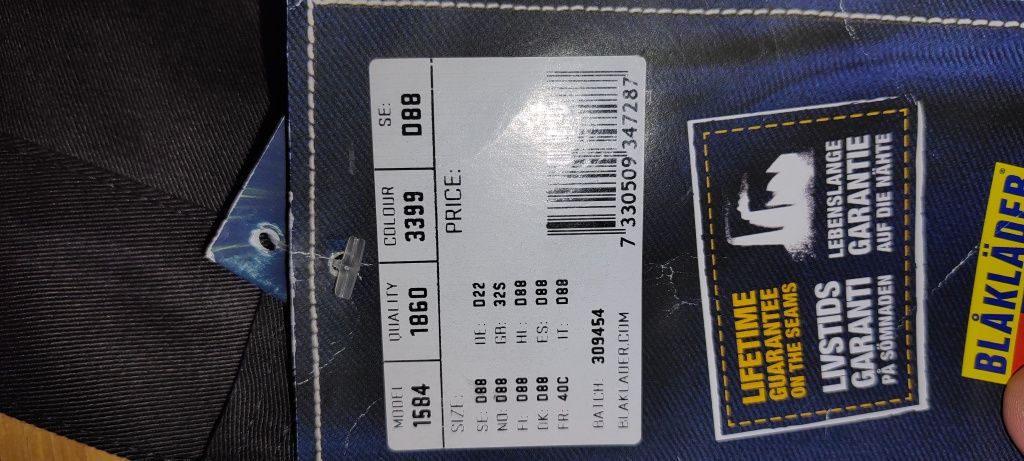 MODEL QUALITY COLOUR SE:
1584 1860 3399 D88
SIZE: PRICE:
SE: D88 DE: D22
NO: D88 GB: 32S
FI: D88 NL: D88
DK: D88 ES: D88
FR: 40C IT: D88
BATCH: 309454
BLAKLADER.COM
7 330509 347287
LIFETIME
GUARANTEE
ON THE SEAMS
LIVSTIDS
GARANTI
PÅ SÖMMADEN
LEBENSLANGE
GARANTIE
AUF DIE NÄHTE
BLÅKLÄDER®